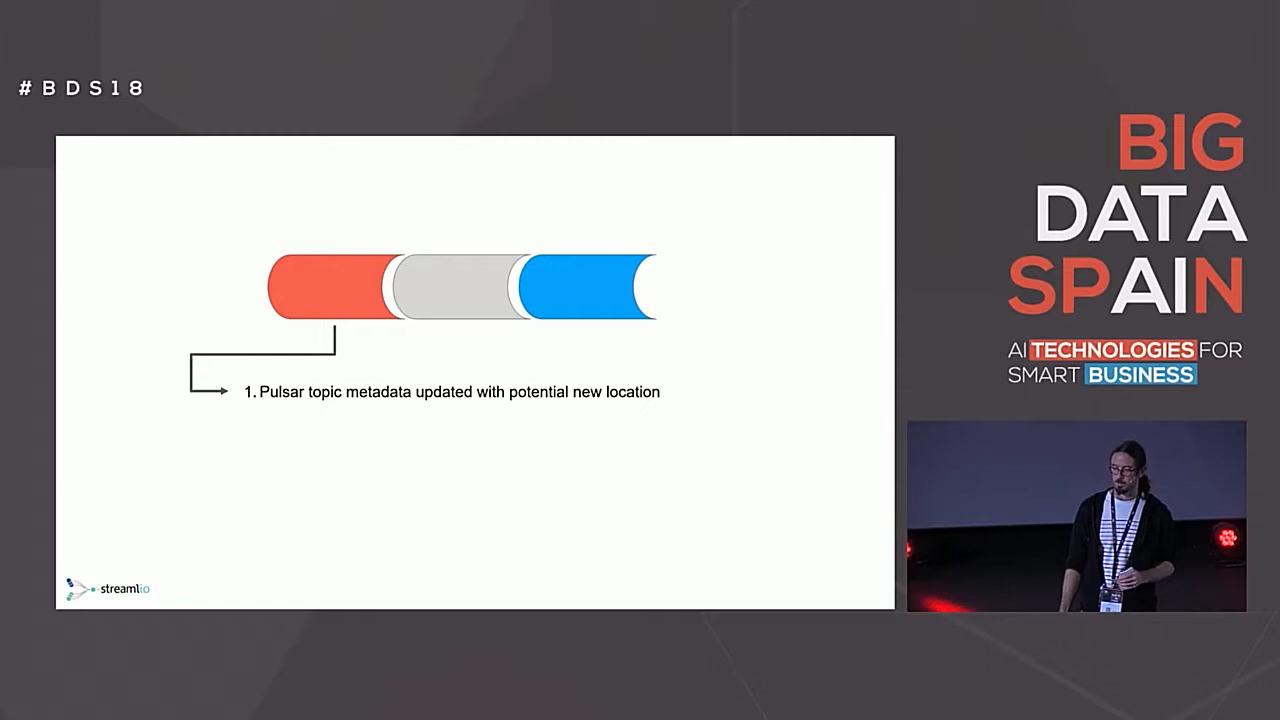 #BDS18
BIG
DATA
SPAIN
AI TECHNOLOGIES FOR
SMART BUSINESS
1. Pulsar topic metadata updated with potential new location
streamlio